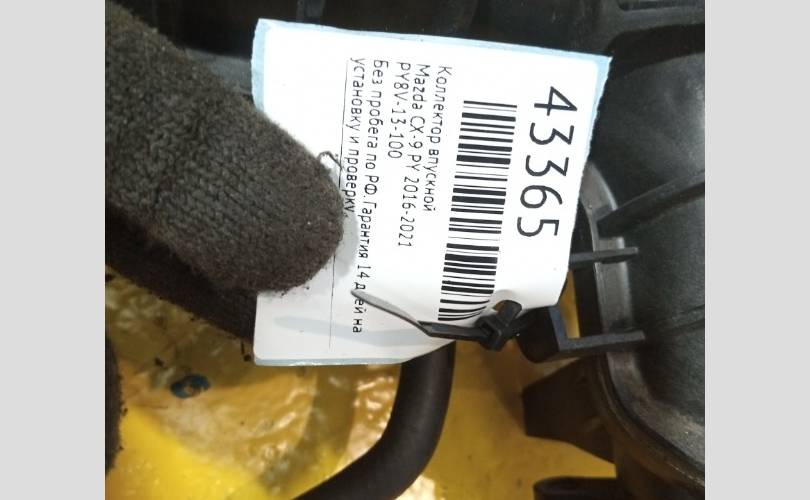 43365
Коллектор впускной
Mazda CX-9 PY 2016-2021
PY8V-13-100
Без пробега по РФ.Гарантия 14 дней на
установку и проверку.